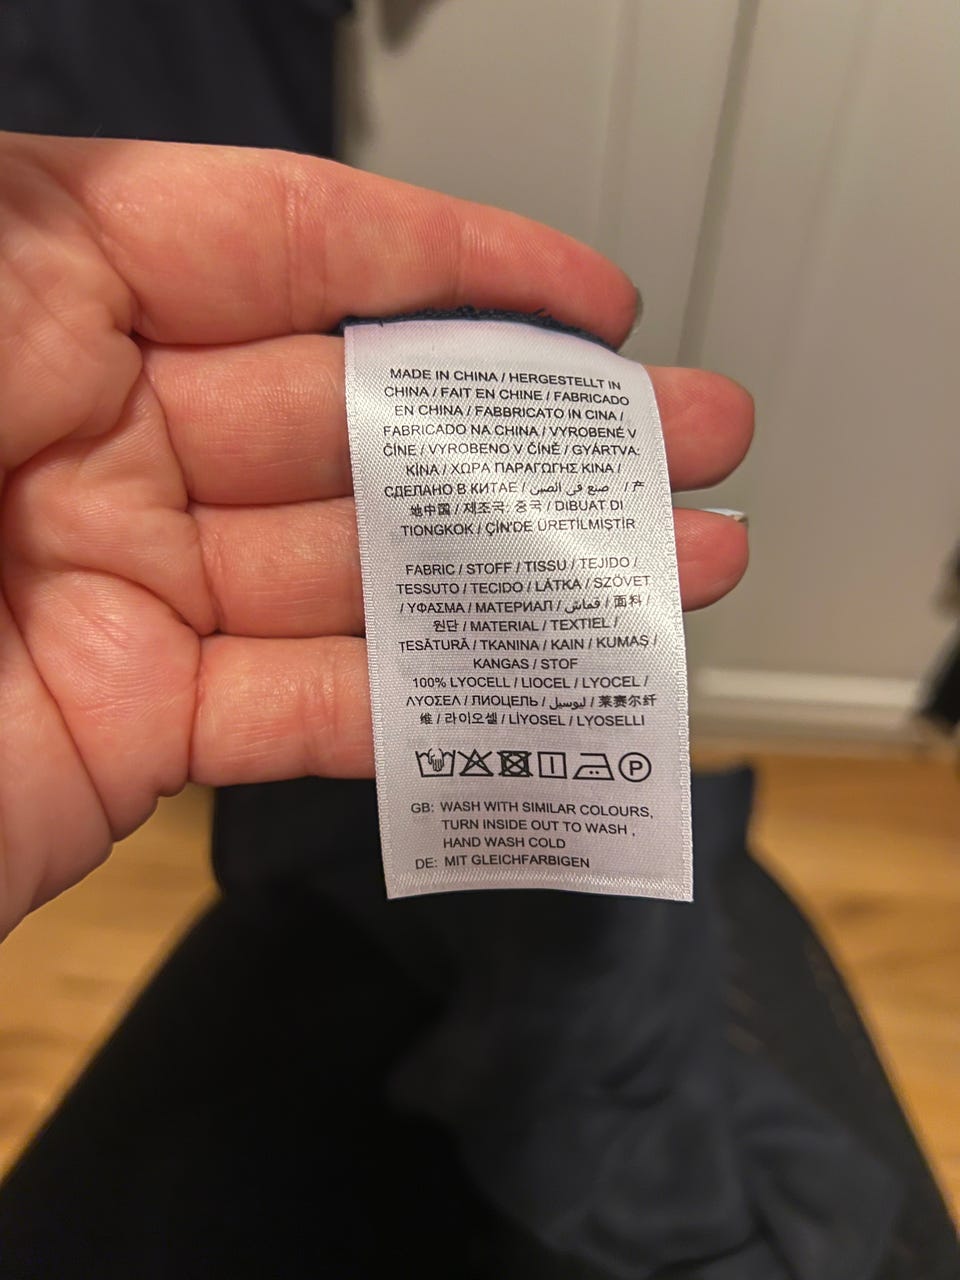 MADE IN CHINA / HERGESTELLT IN
CHINA / FAIT EN CHINE / FABRICADO
EN CHINA / FABBRICATO IN CINA /
FABRICADO NA CHINA / VYROBENÉ V
ČÍNE / VYROBENO V ČÍNĚ / GYÁRTVA:
KÍNA / ΧΩΡΑ ΠΑΡΑΓΩΓΗΣ ΚΙΝΑ /
СДЕЛАНО В КИТАЕ / صنع في الصين / 产
地中国 / 제조국: 중국 / DIBUAT DI
TIONGKOK / ÇİN'DE ÜRETİLMİŞTİR
FABRIC / STOFF / TISSU / TEJIDO /
TESSUTO / TECIDO / LÁTKA / SZÖVET
/ ΥΦΑΣΜΑ / МАТЕРИАЛ / قماش / 面料 /
원단 / MATERIAL / TEXTIEL /
ȚESĂTURĂ / TKANINA / KAIN / KUMAŞ /
KANGAS / STOF
100% LYOCELL / LIOCEL / LYOCEL /
ΛΥΟΣΕΛ / ЛИОЦЕЛЬ / ليوسيل / 莱赛尔纤
维 / 라이오셀 / LİYOSEL / LYOSELLI
P
GB: WASH WITH SIMILAR COLOURS,
TURN INSIDE OUT TO WASH ,
HAND WASH COLD
DE: MIT GLEICHFARBIGEN